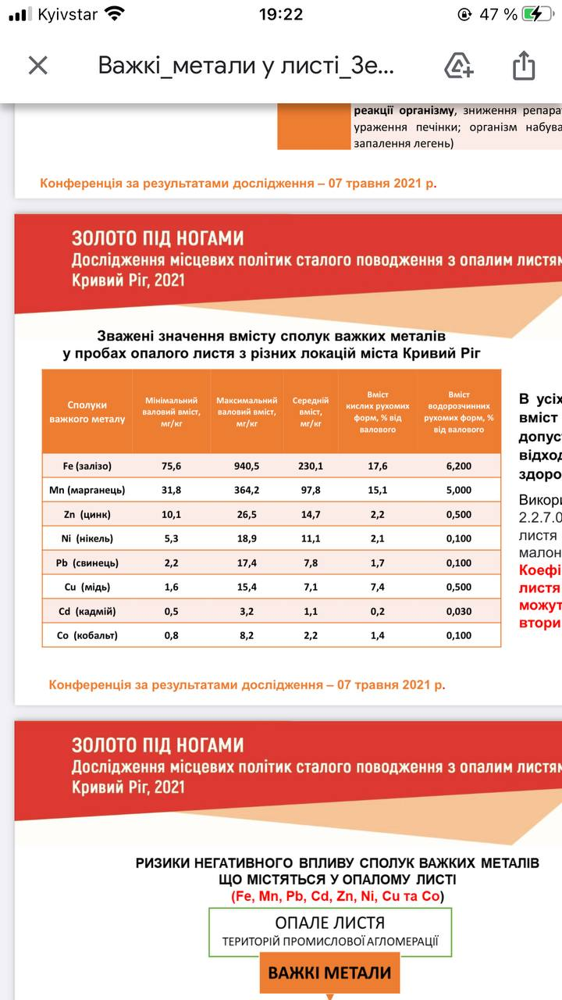 Kyivstar 19:22 47 %
Важкі_метали у листі_Зе...
реакції організму, зниження
ураження печінки; організм
запалення легень)
Конференція за результатами дослідження – 07 травня 2021 р.
ЗОЛОТО ПІД НОГАМИ
Дослідження місцевих політик сталого поводження з опалим листям
Кривий Ріг, 2021
Зважені значення вмісту сполук важких металів
у пробах опалого листя з різних локацій міста Кривий Ріг
Сполуки важкого металу Мінімальний валовий вміст, мг/кг Максимальний валовий вміст, мг/кг Середній вміст, мг/кг Вміст кислих рухомих форм, % від валового Вміст водорозчинних рухомих форм, % від валового
Fe (залізо) 75,6 940,5 230,1 17,6 6,200
Mn (марганець) 31,8 364,2 97,8 15,1 5,000
Zn (цинк) 10,1 26,5 14,7 2,2 0,500
Ni (нікель) 5,3 18,9 11,1 2,1 0,100
Pb (свинець) 2,2 17,4 7,8 1,7 0,100
Cu (мідь) 1,6 15,4 7,1 7,4 0,500
Cd (кадмій) 0,5 3,2 1,1 0,2 0,030
Co (кобальт) 0,8 8,2 2,2 1,4 0,100
В усіх
вміст
допус
відход
здоро
Викори
2.2.7.0
листя
малон
Коефі
листя
можут
втори
Конференція за результатами дослідження – 07 травня 2021 р.
ЗОЛОТО ПІД НОГАМИ
Дослідження місцевих політик сталого поводження з опалим листям
Кривий Ріг, 2021
РИЗИКИ НЕГАТИВНОГО ВПЛИВУ СПОЛУК ВАЖКИХ МЕТАЛІВ
ЩО МІСТЯТЬСЯ У ОПАЛОМУ ЛИСТІ
(Fe, Mn, Pb, Cd, Zn, Ni, Cu та Co)
ОПАЛЕ ЛИСТЯ
ТЕРИТОРІЙ ПРОМИСЛОВОЇ АГЛОМЕРАЦІЇ
ВАЖКІ МЕТАЛИ